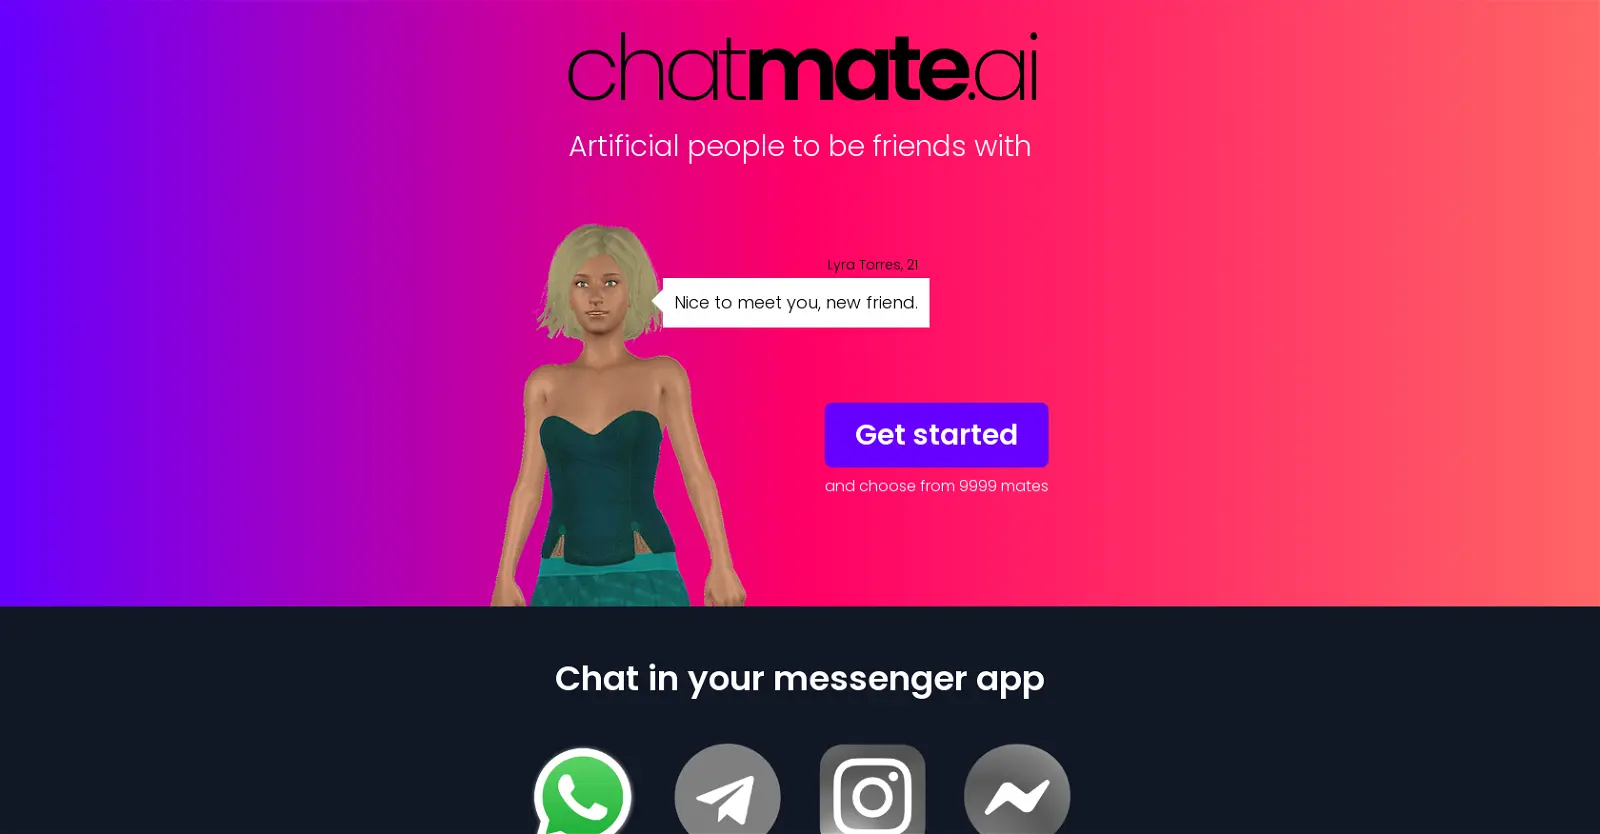 chatmate.ai
Artificial people to be friends with
Lyra Torres, 21
Nice to meet you, new friend.
Get started
and choose from 9999 mates
Chat in your messenger app